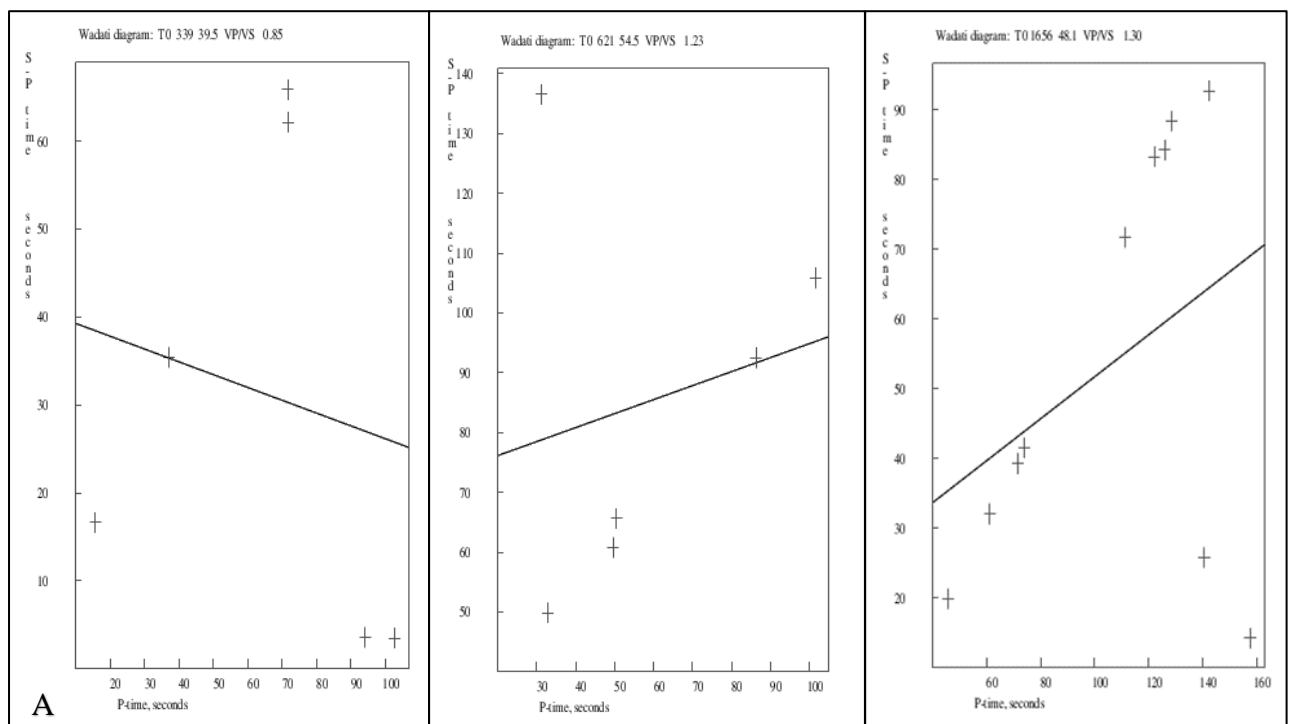 Wadati diagram: T0 339 39.5 VP/VS 0.85
S-P time seconds
60
50
40
30
20
10
20 30 40 50 60 70 80 90 100
P-time, seconds
A
Wadati diagram: T0 621 54.5 VP/VS 1.23
S-P time seconds
140
130
120
110
100
90
80
70
60
50
30 40 50 60 70 80 90 100
P-time, seconds
Wadati diagram: T0 1656 48.1 VP/VS 1.30
S-P time seconds
90
80
70
60
50
40
30
20
60 80 100 120 140 160
P-time, seconds